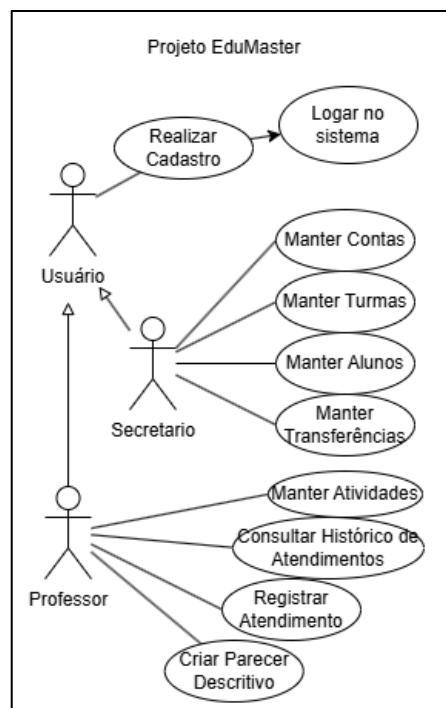 Projeto EduMaster
Logar no
sistema
Realizar
Cadastro
Usuário
Manter Contas
Manter Turmas
Manter Alunos
Manter
Transferências
Secretario
Manter Atividades
Consultar Histórico de
Atendimentos
Professor
Registrar
Atendimento
Criar Parecer
Descritivo